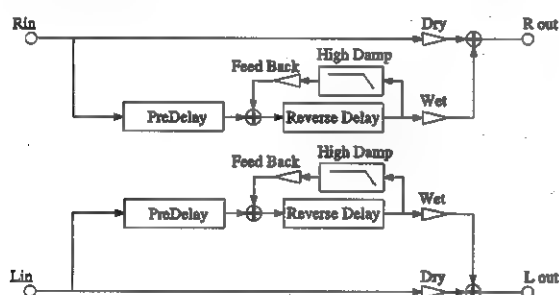 Rin
Dry
R out
High Damp
Feed Back
Wet
PreDelay
Reverse Delay
High Damp
Feed Back
Wet
PreDelay
Reverse Delay
Lin
Dry
L out